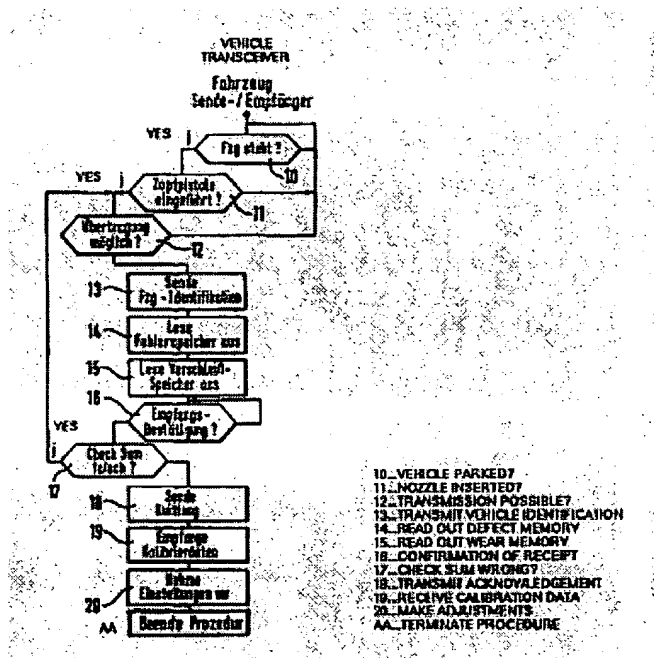 VEHICLE
TRANSCEIVER
Fahrzeug
Sende-/Empfänger
YES
j
Fzg steht ?
10
YES
j
Zapfpistole
eingeführt ?
11
Übertragung
möglich ?
12
13
Sende
Fzg-Identifikation
14
Lese
Fehlerspeicher aus
15
Lese Verschleiß-
Speicher aus
16
Empfangs-
Bestätigung ?
YES
j
Check Sum
falsch ?
17
18
Sende
Quittung
19
Empfange
Kalibrierdaten
20
Nehme
Einstellungen vor
AA
Beende Prozedur
10...VEHICLE PARKED?
11...NOZZLE INSERTED?
12...TRANSMISSION POSSIBLE?
13...TRANSMIT VEHICLE IDENTIFICATION
14...READ OUT DEFECT MEMORY
15...READ OUT WEAR MEMORY
16...CONFIRMATION OF RECEIPT
17...CHECK SUM WRONG?
18...TRANSMIT ACKNOWLEDGEMENT
19...RECEIVE CALIBRATION DATA
20...MAKE ADJUSTMENTS
AA...TERMINATE PROCEDURE